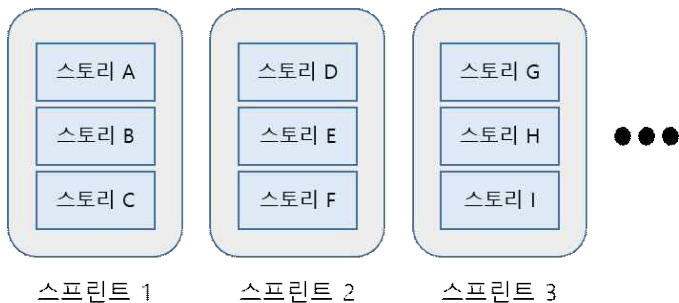 스토리 A
스토리 D
스토리 G
스토리 B
스토리 E
스토리 H
스토리 C
스토리 F
스토리 I
스프린트 1
스프린트 2
스프린트 3